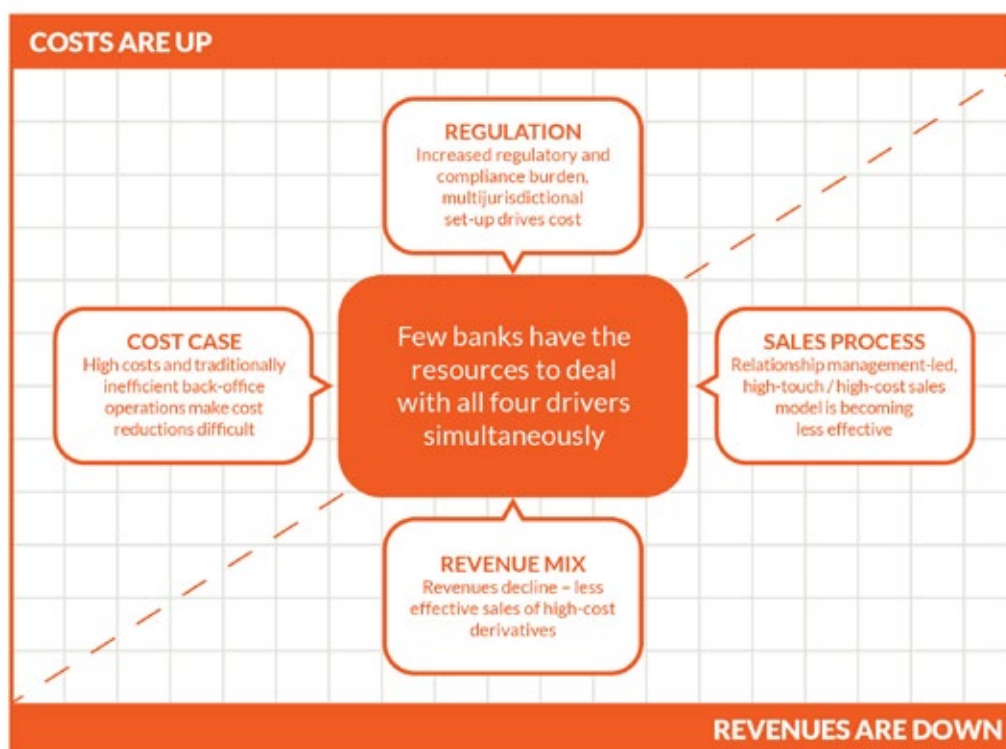 COSTS ARE UP
REGULATION
Increased regulatory and
compliance burden,
multijurisdictional
set-up drives cost
COST CASE
High costs and traditionally
inefficient back-office
operations make cost
reductions difficult
Few banks have the
resources to deal
with all four drivers
simultaneously
SALES PROCESS
Relationship management-led,
high-touch / high-cost sales
model is becoming
less effective
REVENUE MIX
Revenues decline – less
effective sales of high-cost
derivatives
REVENUES ARE DOWN